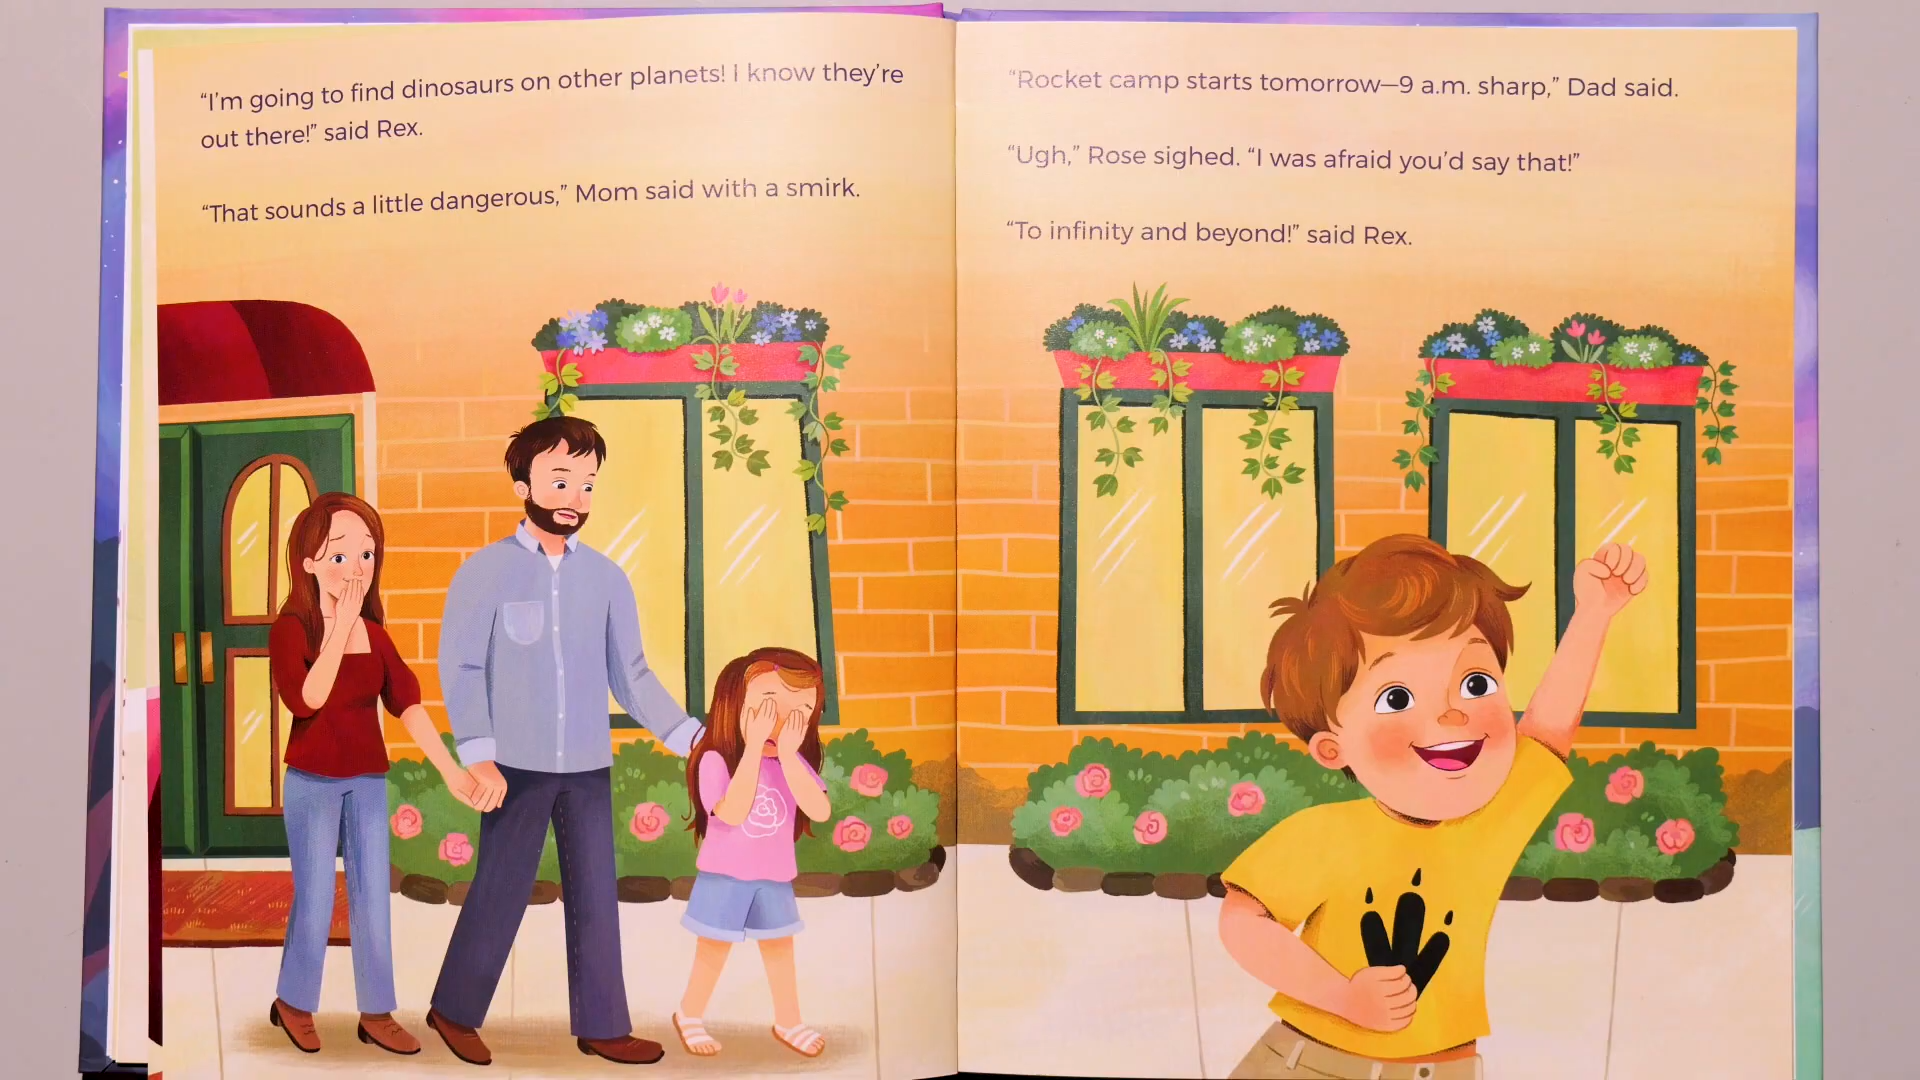 “I’m going to find dinosaurs on other planets! I know they’re
out there!” said Rex.
“That sounds a little dangerous,” Mom said with a smirk.
“Rocket camp starts tomorrow—9 a.m. sharp,” Dad said.
“Ugh,” Rose sighed. “I was afraid you’d say that!”
“To infinity and beyond!” said Rex.